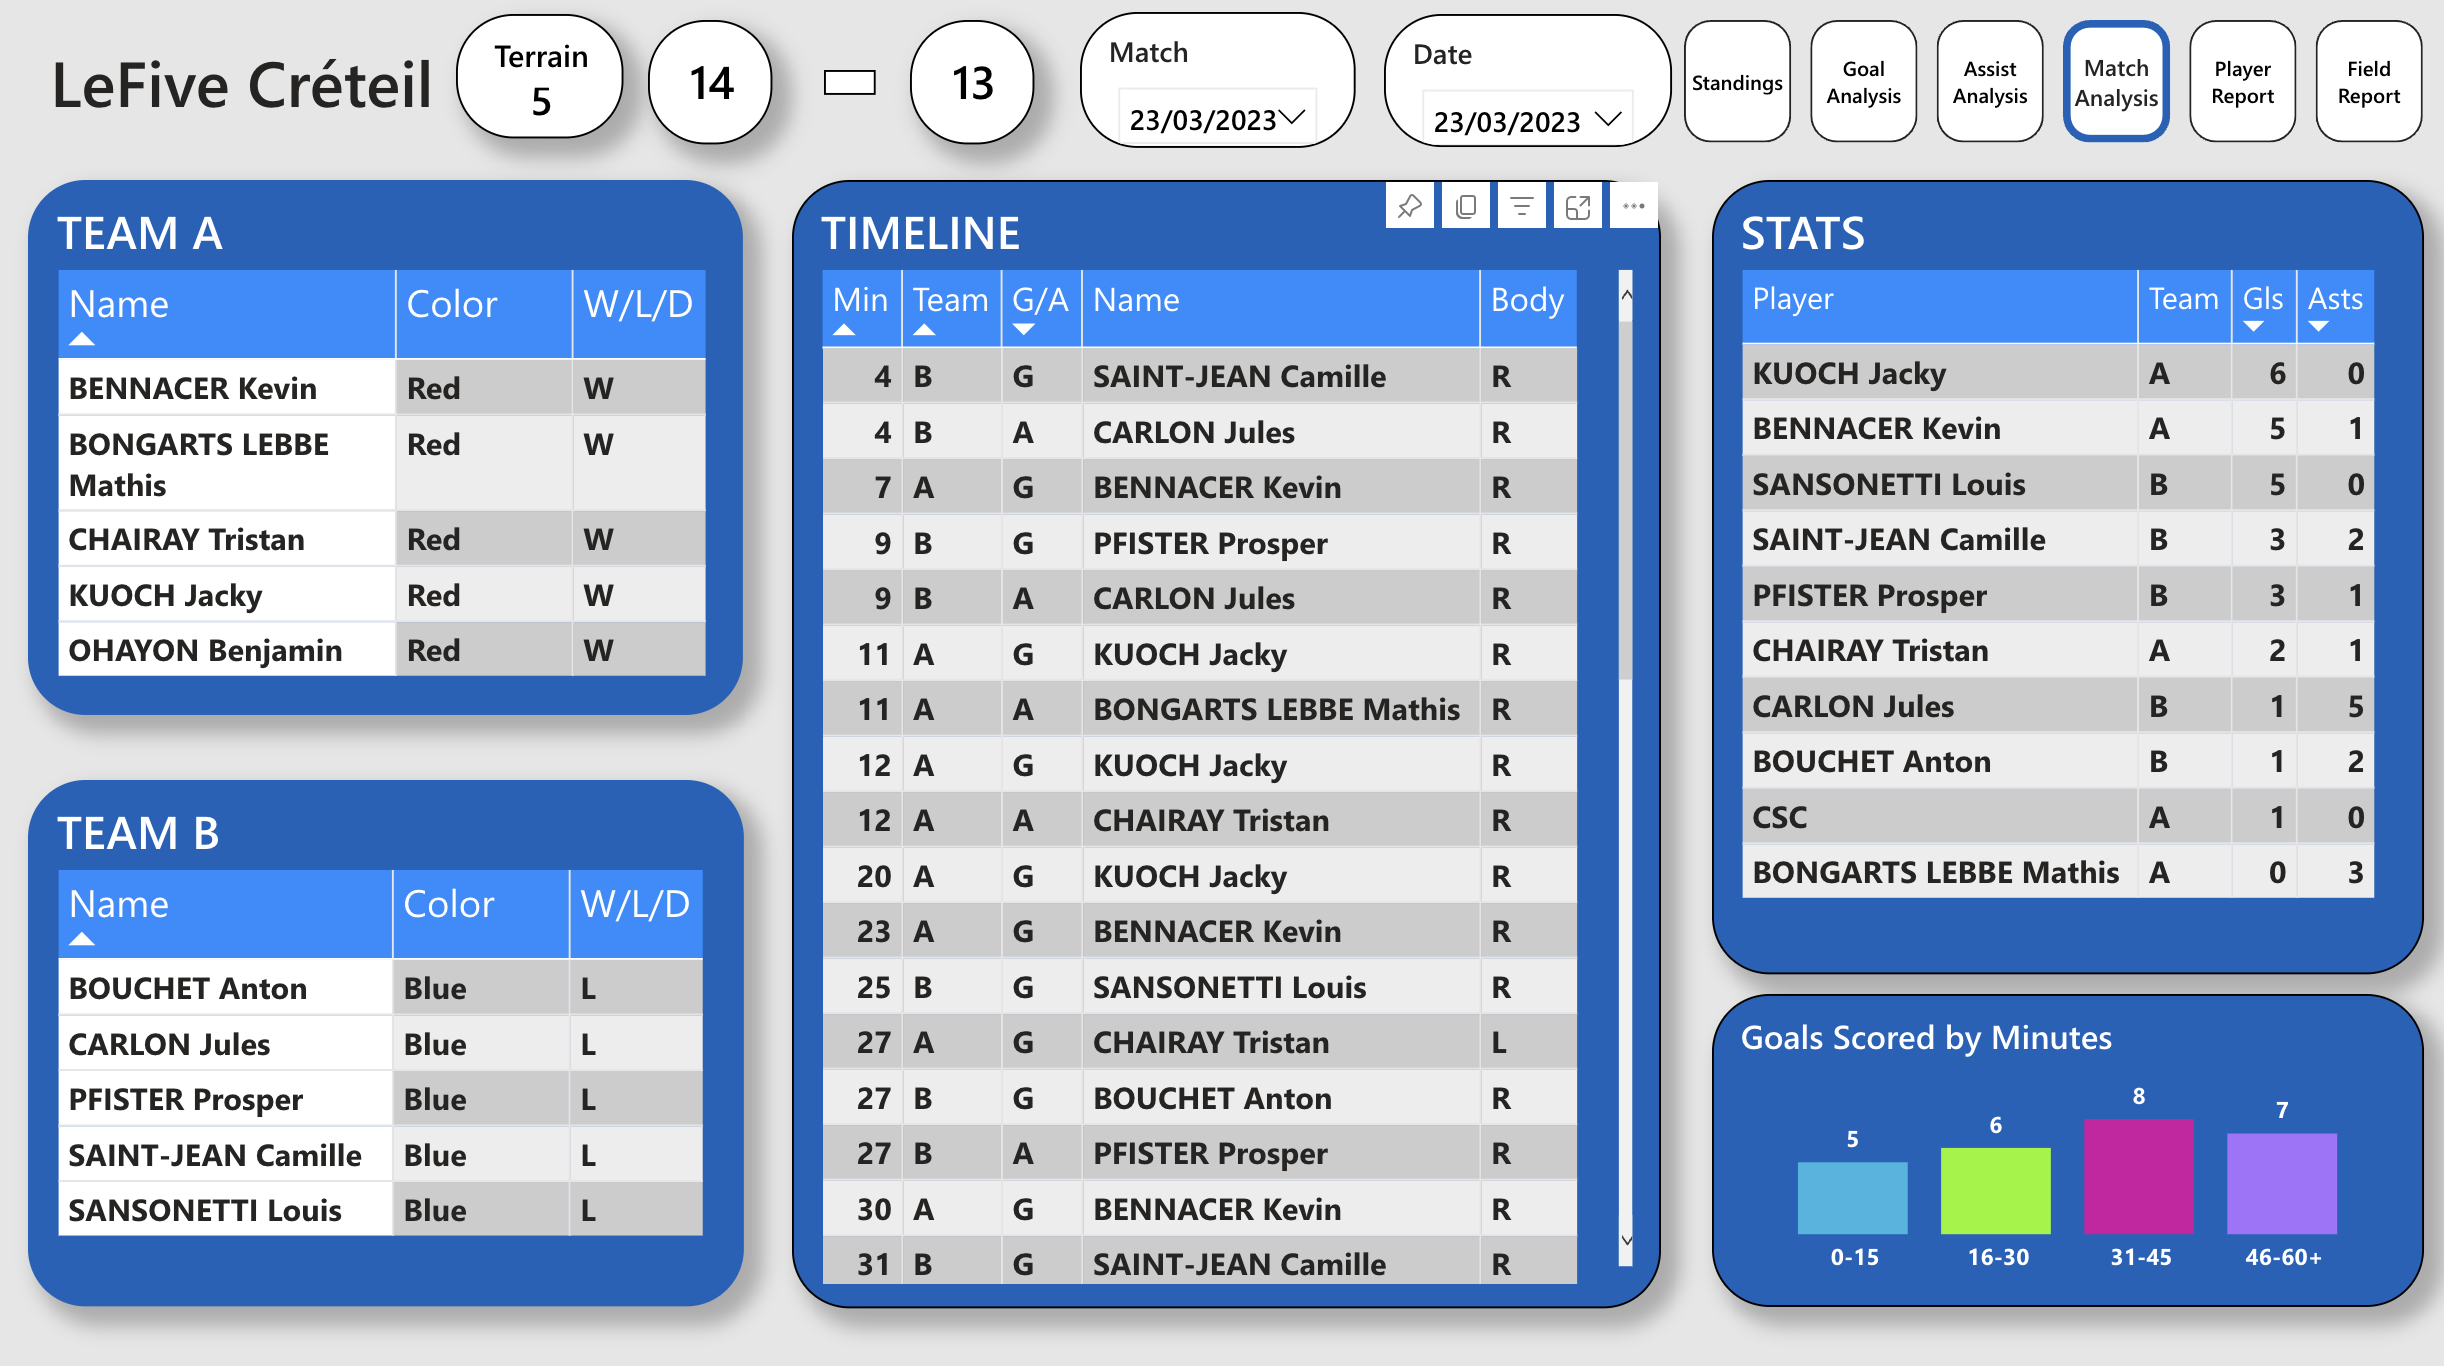 LeFive Créteil
Terrain
5
14
13
Match
23/03/2023
Date
23/03/2023
Standings
Goal
Analysis
Assist
Analysis
Match
Analysis
Player
Report
Field
Report
TEAM A
Name Color W/L/D
BENNACER Kevin Red W
BONGARTS LEBBE Red W
Mathis
CHAIRAY Tristan Red W
KUOCH Jacky Red W
OHAYON Benjamin Red W
TEAM B
Name Color W/L/D
BOUCHET Anton Blue L
CARLON Jules Blue L
PFISTER Prosper Blue L
SAINT-JEAN Camille Blue L
SANSONETTI Louis Blue L
TIMELINE
Min Team G/A Name Body
4 B G SAINT-JEAN Camille R
4 B A CARLON Jules R
7 A G BENNACER Kevin R
9 B G PFISTER Prosper R
9 B A CARLON Jules R
11 A G KUOCH Jacky R
11 A A BONGARTS LEBBE Mathis R
12 A G KUOCH Jacky R
12 A A CHAIRAY Tristan R
20 A G KUOCH Jacky R
23 A G BENNACER Kevin R
25 B G SANSONETTI Louis R
27 A G CHAIRAY Tristan L
27 B G BOUCHET Anton R
27 B A PFISTER Prosper R
30 A G BENNACER Kevin R
31 B G SAINT-JEAN Camille R
STATS
Player Team Gls Asts
KUOCH Jacky A 6 0
BENNACER Kevin A 5 1
SANSONETTI Louis B 5 0
SAINT-JEAN Camille B 3 2
PFISTER Prosper B 3 1
CHAIRAY Tristan A 2 1
CARLON Jules B 1 5
BOUCHET Anton B 1 2
CSC A 1 0
BONGARTS LEBBE Mathis A 0 3
Goals Scored by Minutes
5 6 8 7
0-15 16-30 31-45 46-60+